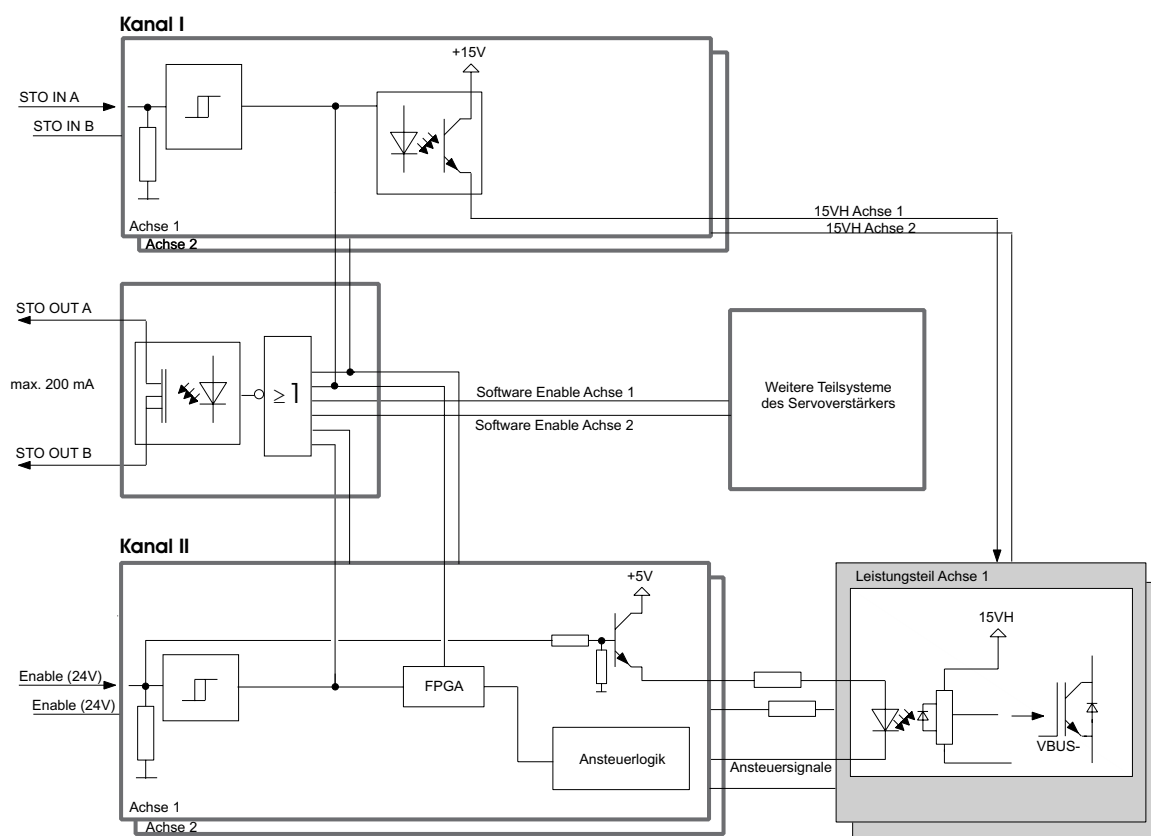 Kanal I
+15V
STO IN A
STO IN B
Achse 1
Achse 2
15VH Achse 1
15VH Achse 2
STO OUT A
max. 200 mA
STO OUT B
≥ 1
Software Enable Achse 1
Software Enable Achse 2
Weitere Teilsysteme
des Servoverstärkers
Kanal II
+5V
Enable (24V)
Enable (24V)
FPGA
Ansteuerlogik
Ansteuersignale
Achse 1
Achse 2
Leistungsteil Achse 1
15VH
VBUS-